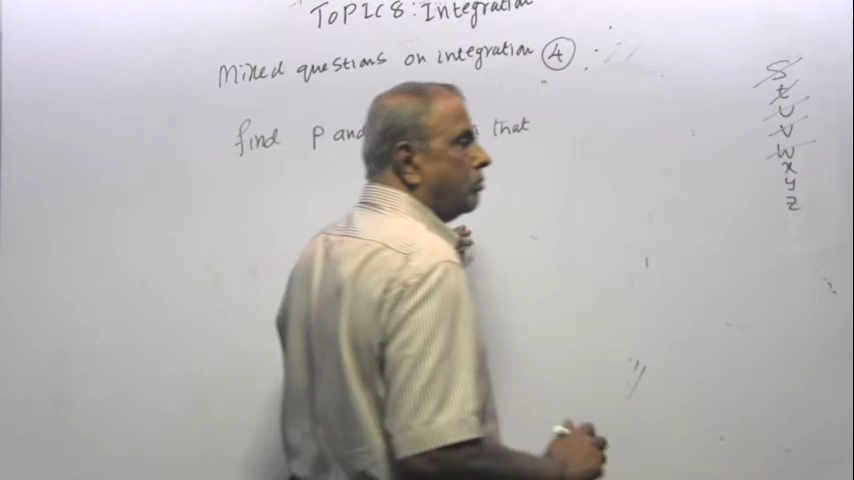 TOPIC 8: Integration
Mixed questions on integration 4
find P and that
S
t
U
V
W
x
y
z